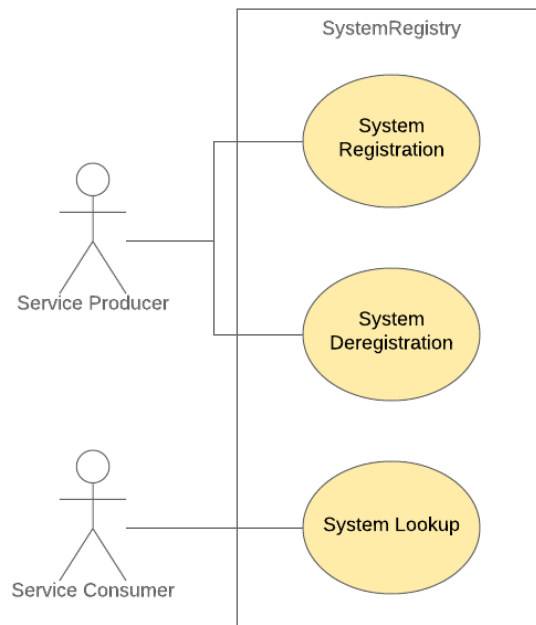 SystemRegistry
System
Registration
Service Producer
System
Deregistration
System Lookup
Service Consumer